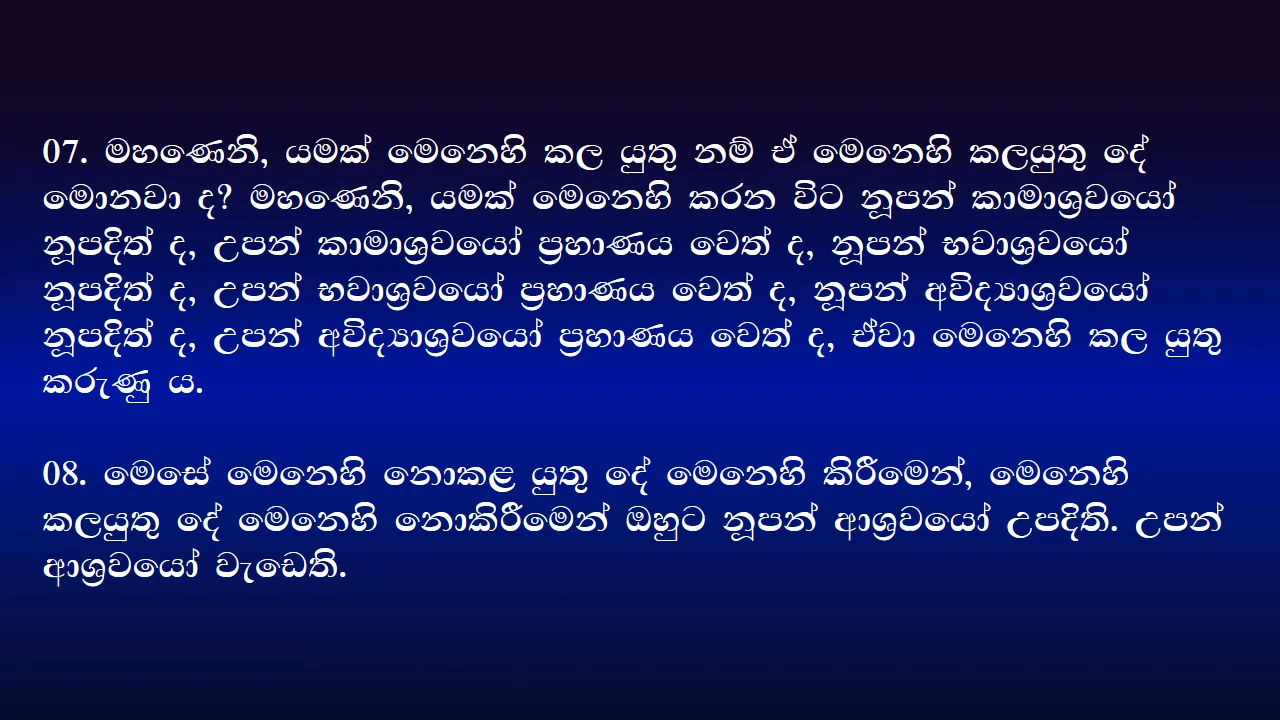 07. මහණෙනි, යමක් මෙනෙහි කල යුතු නම් ඒ මෙනෙහි කලයුතු දේ
මොනවා ද? මහණෙනි, යමක් මෙනෙහි කරන විට නූපන් කාමාශ්‍රවයෝ
නූපදිත් ද, උපන් කාමාශ්‍රවයෝ ප්‍රහාණය වෙත් ද, නූපන් භවාශ්‍රවයෝ
නූපදිත් ද, උපන් භවාශ්‍රවයෝ ප්‍රහාණය වෙත් ද, නූපන් අවිද්‍යාශ්‍රවයෝ
නූපදිත් ද, උපන් අවිද්‍යාශ්‍රවයෝ ප්‍රහාණය වෙත් ද, ඒවා මෙනෙහි කල යුතු
කරුණු ය.
08. මෙසේ මෙනෙහි නොකළ යුතු දේ මෙනෙහි කිරීමෙන්, මෙනෙහි
කලයුතු දේ මෙනෙහි නොකිරීමෙන් ඔහුට නූපන් ආශ්‍රවයෝ උපදිති. උපන්
ආශ්‍රවයෝ වැඩෙති.